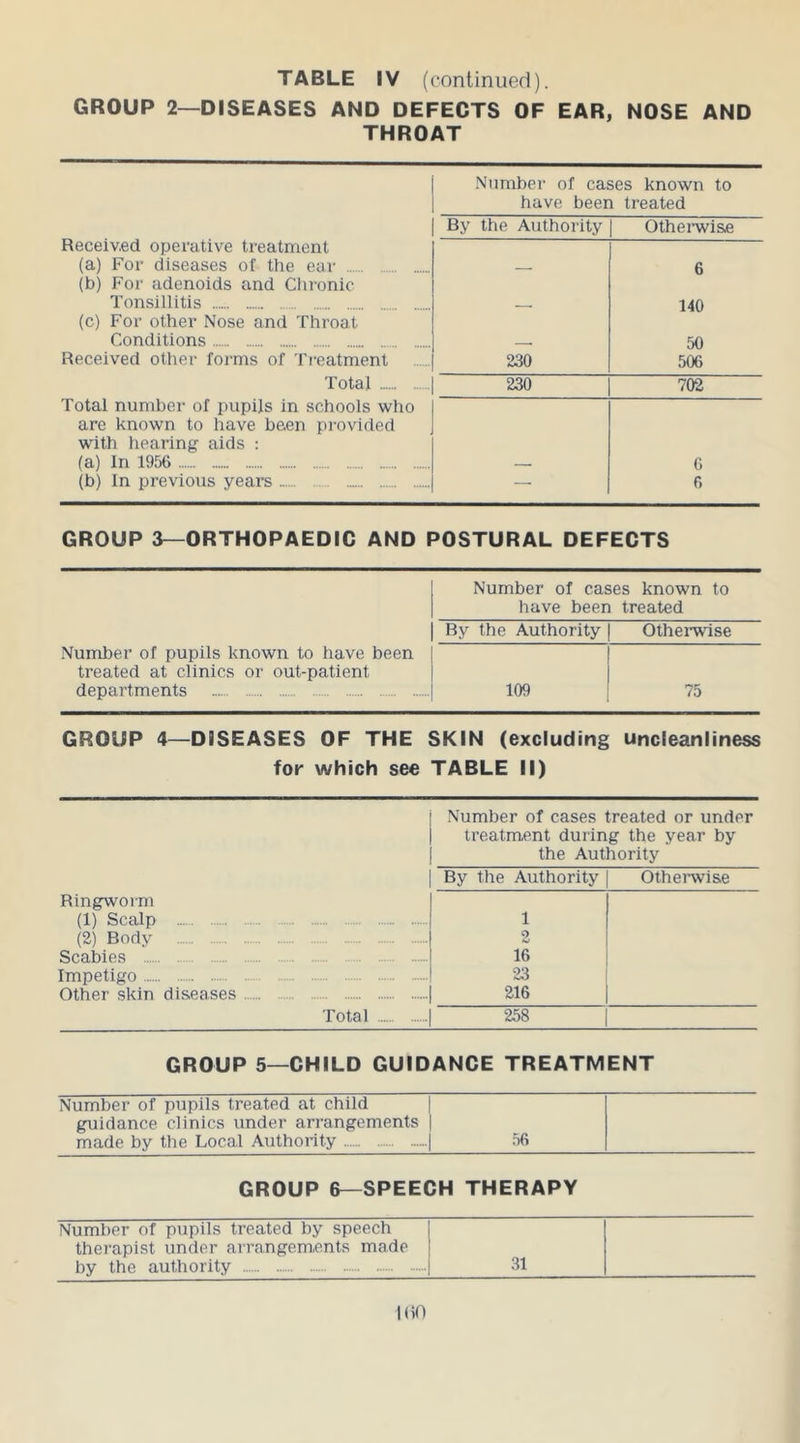 TABLE IV (continued).
GROUP 2—DISEASES AND DEFECTS OF EAR, NOSE AND
THROAT
Number of cases known to
have been treated
By the Authority | Otherwise
Received operative treatment
(a) For diseases of the ear — 6
(b) For adenoids and Chronic
Tonsillitis — 140
(c) For other Nose and Throat
Conditions — 50
Received other forms of Treatment 230 506
Total 230 702
Total number of pupils in schools who
are known to have been provided
with hearing aids :
(a) In 1956 — 6
(b) In previous years — 6
GROUP 3—ORTHOPAEDIC AND POSTURAL DEFECTS
Number of cases known to
have been treated
By the Authority | Otherwise
Number of pupils known to have been
treated at clinics or out-patient
departments 109 75
GROUP 4—DISEASES OF THE SKIN (excluding uncleanliness
for which see TABLE II)
Number of cases treated or under
treatment during the year by
the Authority
By the Authority | Otherwise
Ringworm
(1) Scalp 1
(2) Body 2
Scabies 16
Impetigo 23
Other skin diseases 216
Total 258
GROUP 5—CHILD GUIDANCE TREATMENT
Number of pupils treated at child
guidance clinics under arrangements
made by the Local Authority 56
GROUP 6—SPEECH THERAPY
Number of pupils treated by speech
therapist under arrangements made
by the authority 31
160